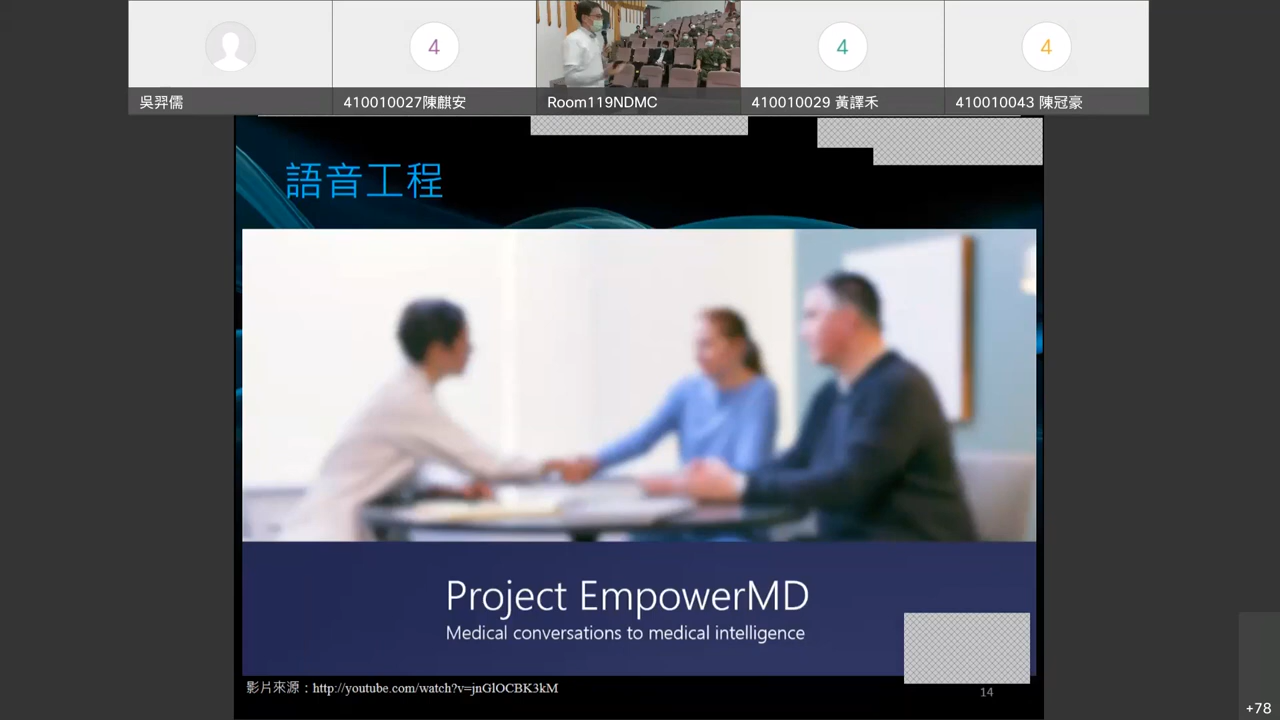 4
4
4
吳羿儒
410010027陳麒安
Room119NDMC
410010029 黃譯禾
410010043 陳冠豪
語音工程
Project EmpowerMD
Medical conversations to medical intelligence
影片來源：http://youtube.com/watch?v=jnGlOCBK3kM
14
+78